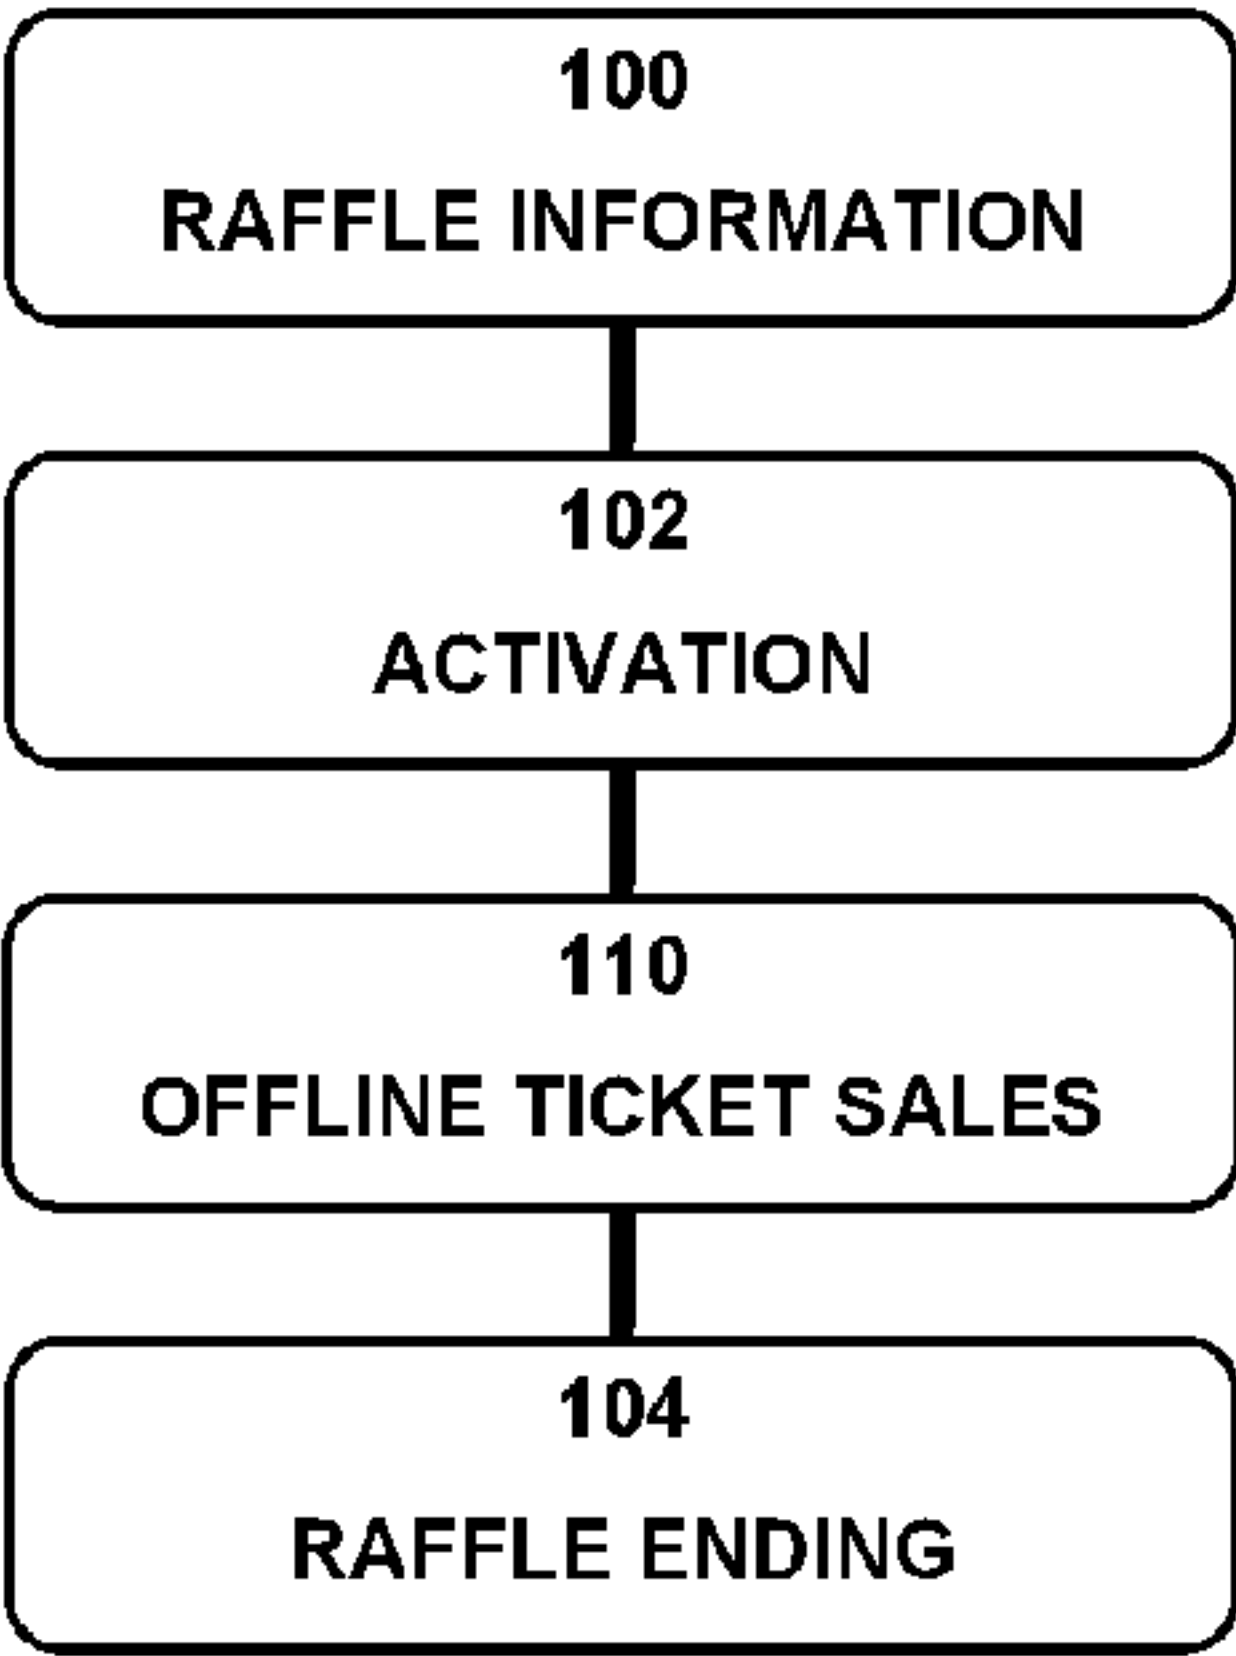 100
RAFFLE INFORMATION
102
ACTIVATION
110
OFFLINE TICKET SALES
104
RAFFLE ENDING